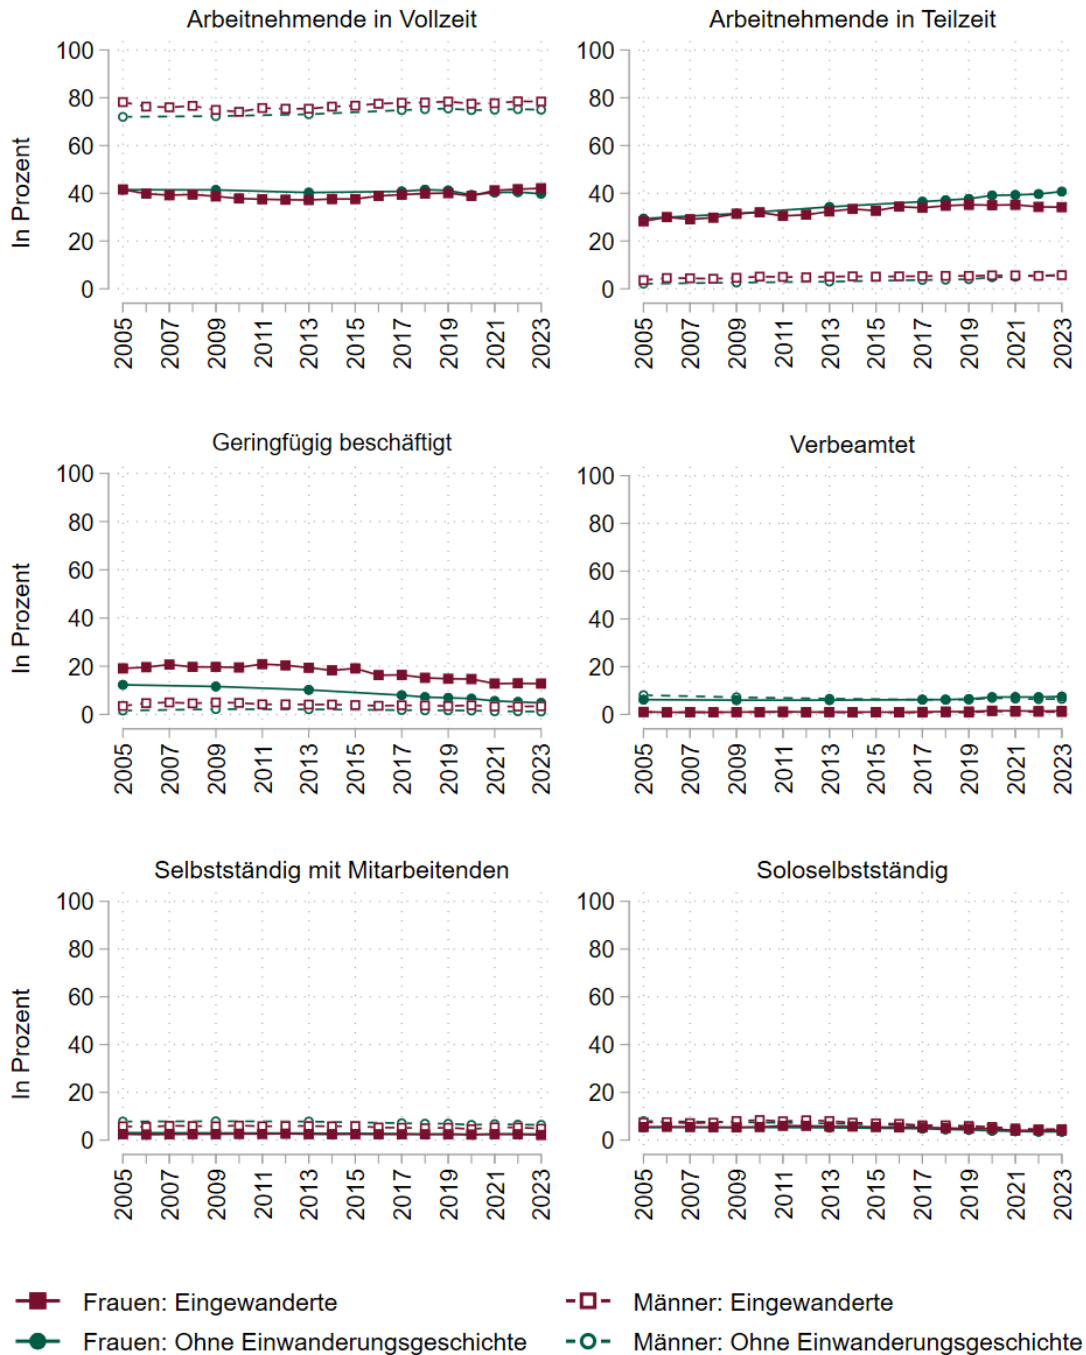 Arbeitnehmende in Vollzeit
In Prozent
100
80
60
40
20
0
2005 2007 2009 2011 2013 2015 2017 2019 2021 2023
Arbeitnehmende in Teilzeit
100
80
60
40
20
0
2005 2007 2009 2011 2013 2015 2017 2019 2021 2023
Geringfügig beschäftigt
In Prozent
100
80
60
40
20
0
2005 2007 2009 2011 2013 2015 2017 2019 2021 2023
Verbeamtet
100
80
60
40
20
0
2005 2007 2009 2011 2013 2015 2017 2019 2021 2023
Selbstständig mit Mitarbeitenden
In Prozent
100
80
60
40
20
0
2005 2007 2009 2011 2013 2015 2017 2019 2021 2023
Soloselbstständig
100
80
60
40
20
0
2005 2007 2009 2011 2013 2015 2017 2019 2021 2023
Frauen: Eingewanderte
Männer: Eingewanderte
Frauen: Ohne Einwanderungsgeschichte
Männer: Ohne Einwanderungsgeschichte